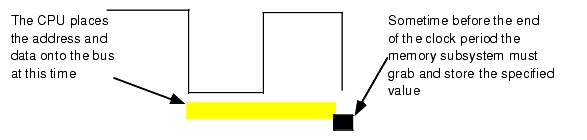 The CPU places
the address and
data onto the bus
at this time
Sometime before the end
of the clock period the
memory subsystem must
grab and store the specified
value